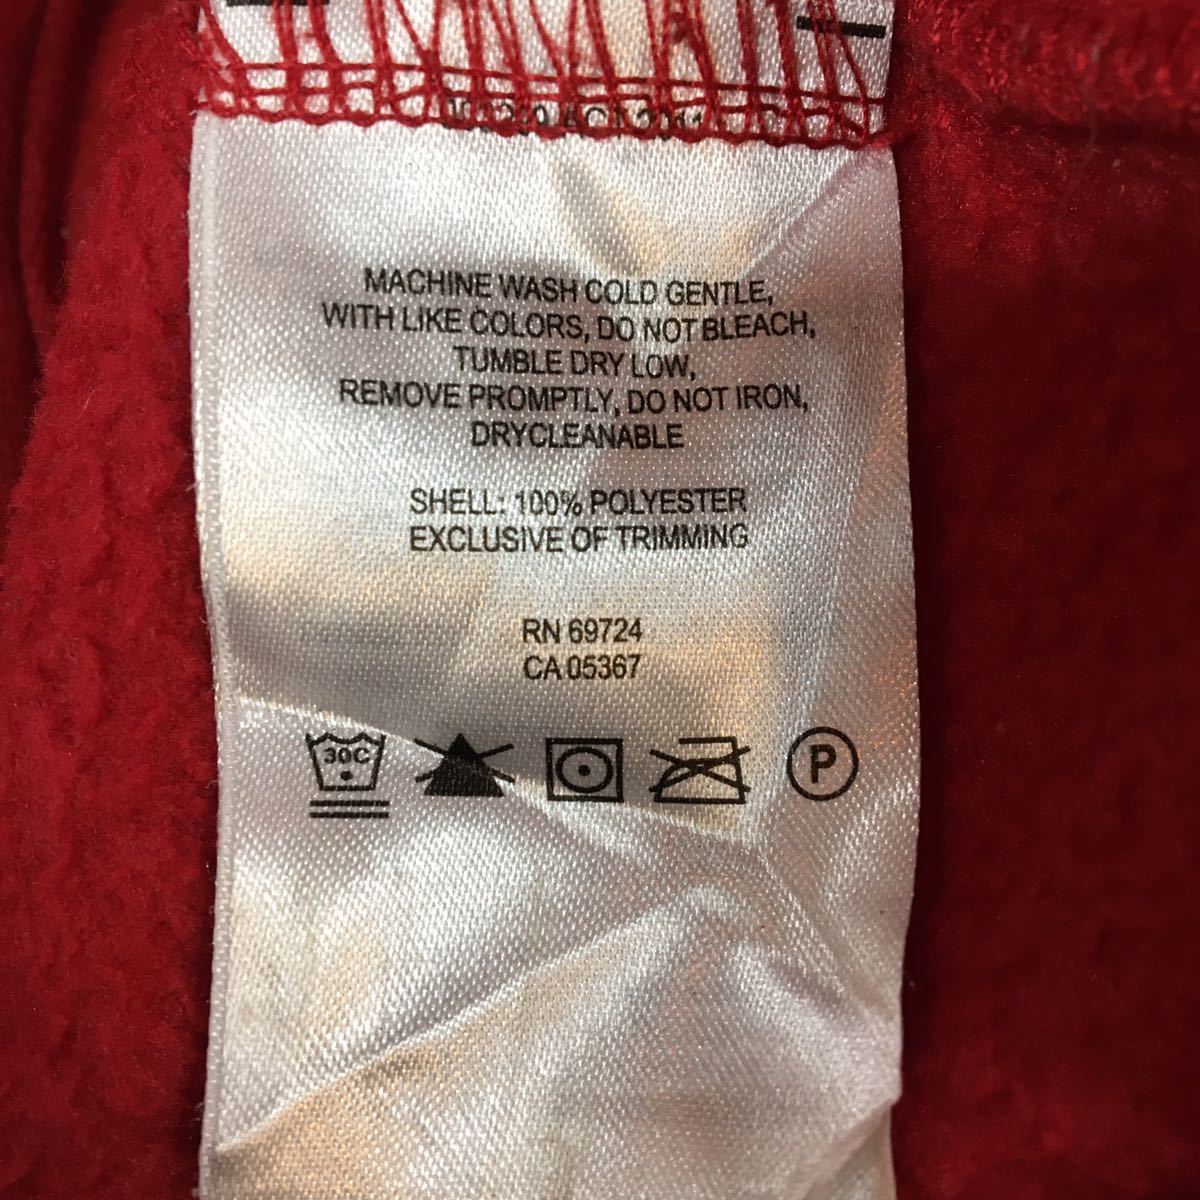 MACHINE WASH COLD GENTLE,
WITH LIKE COLORS, DO NOT BLEACH,
TUMBLE DRY LOW,
REMOVE PROMPTLY, DO NOT IRON,
DRYCLEANABLE
SHELL: 100% POLYESTER
EXCLUSIVE OF TRIMMING
RN 69724
CA 05367
30C
P